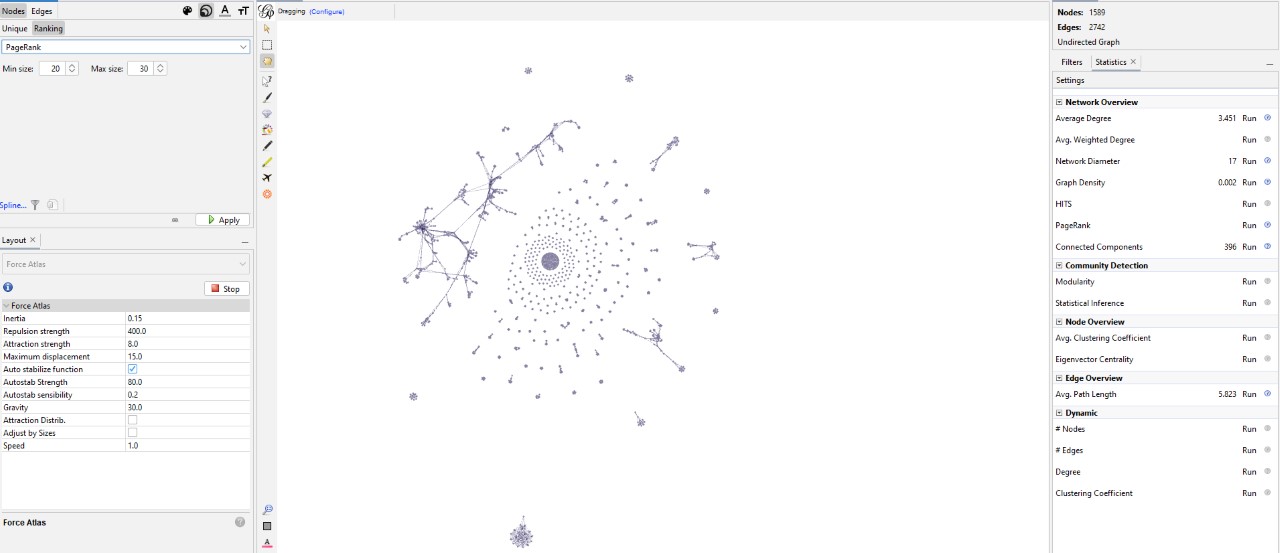 Nodes Edges A TT
Unique Ranking
PageRank
Min size: 20 Max size: 30
Spline...
Apply
Layout
Force Atlas
Stop
Force Atlas
Inertia 0.15
Repulsion strength 400.0
Attraction strength 8.0
Maximum displacement 15.0
Auto stabilize function
Autostab Strength 80.0
Autostab sensibility 0.2
Gravity 30.0
Attraction Distrib.
Adjust by Sizes
Speed 1.0
Force Atlas ?
Dragging (Configure)
A
Nodes: 1589
Edges: 2742
Undirected Graph
Filters Statistics
Settings
Network Overview
Average Degree 3.451 Run
Avg. Weighted Degree Run
Network Diameter 17 Run
Graph Density 0.002 Run
HITS Run
PageRank Run
Connected Components 396 Run
Community Detection
Modularity Run
Statistical Inference Run
Node Overview
Avg. Clustering Coefficient Run
Eigenvector Centrality Run
Edge Overview
Avg. Path Length 5.823 Run
Dynamic
# Nodes Run
# Edges Run
Degree Run
Clustering Coefficient Run